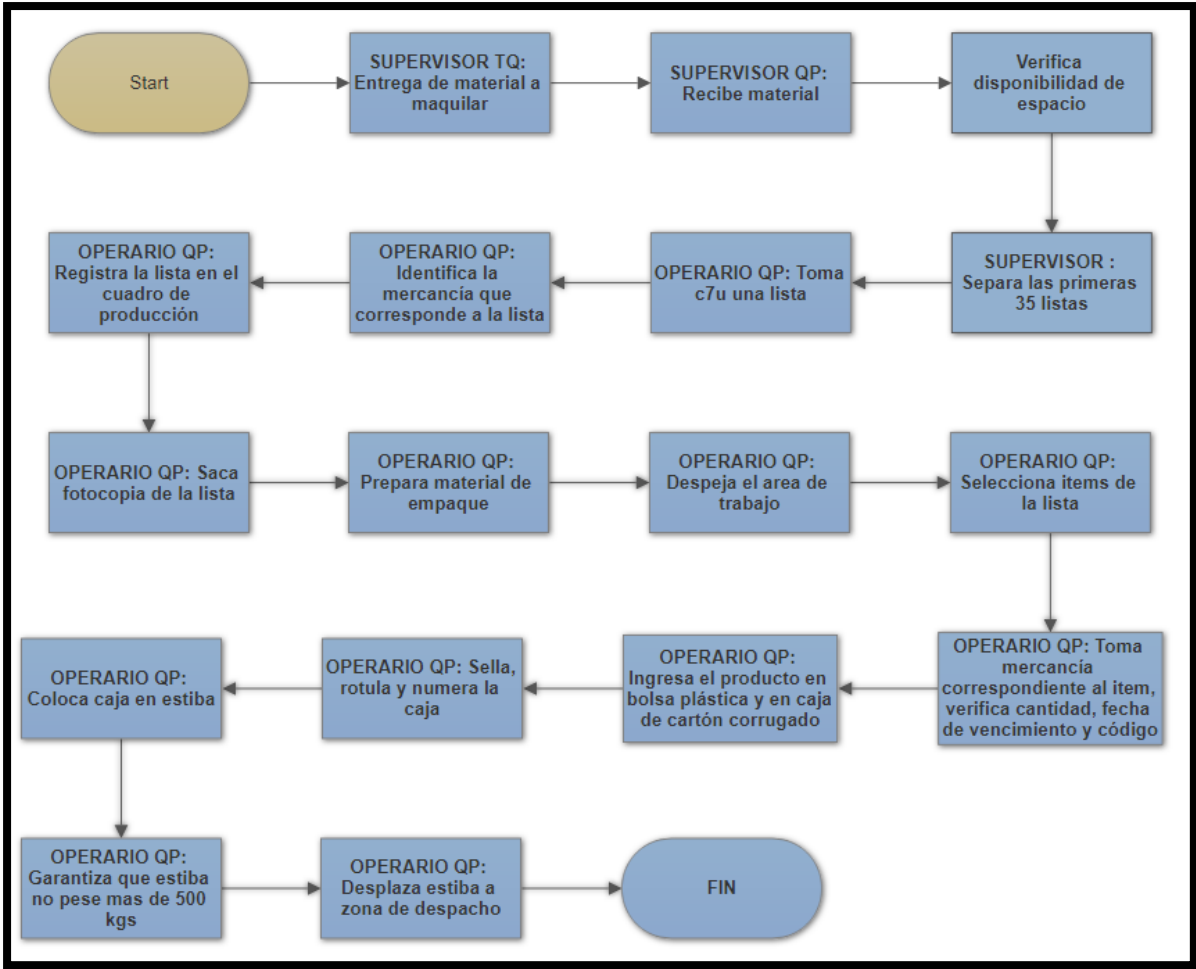 Start
SUPERVISOR TQ:
Entrega de material a
maquilar
SUPERVISOR QP:
Recibe material
Verifica
disponibilidad de
espacio
SUPERVISOR :
Separa las primeras
35 listas
OPERARIO QP: Toma
c7u una lista
OPERARIO QP:
Identifica la
mercancía que
corresponde a la lista
OPERARIO QP:
Registra la lista en el
cuadro de
producción
OPERARIO QP: Saca
fotocopia de la lista
OPERARIO QP:
Prepara material de
empaque
OPERARIO QP:
Despeja el area de
trabajo
OPERARIO QP:
Selecciona items de
la lista
OPERARIO QP: Toma
mercancía
correspondiente al item,
verifica cantidad, fecha
de vencimiento y código
OPERARIO QP:
Ingresa el producto en
bolsa plástica y en caja
de cartón corrugado
OPERARIO QP: Sella,
rotula y numera la
caja
OPERARIO QP:
Coloca caja en estiba
OPERARIO QP:
Garantiza que estiba
no pese mas de 500
kgs
OPERARIO QP:
Desplaza estiba a
zona de despacho
FIN